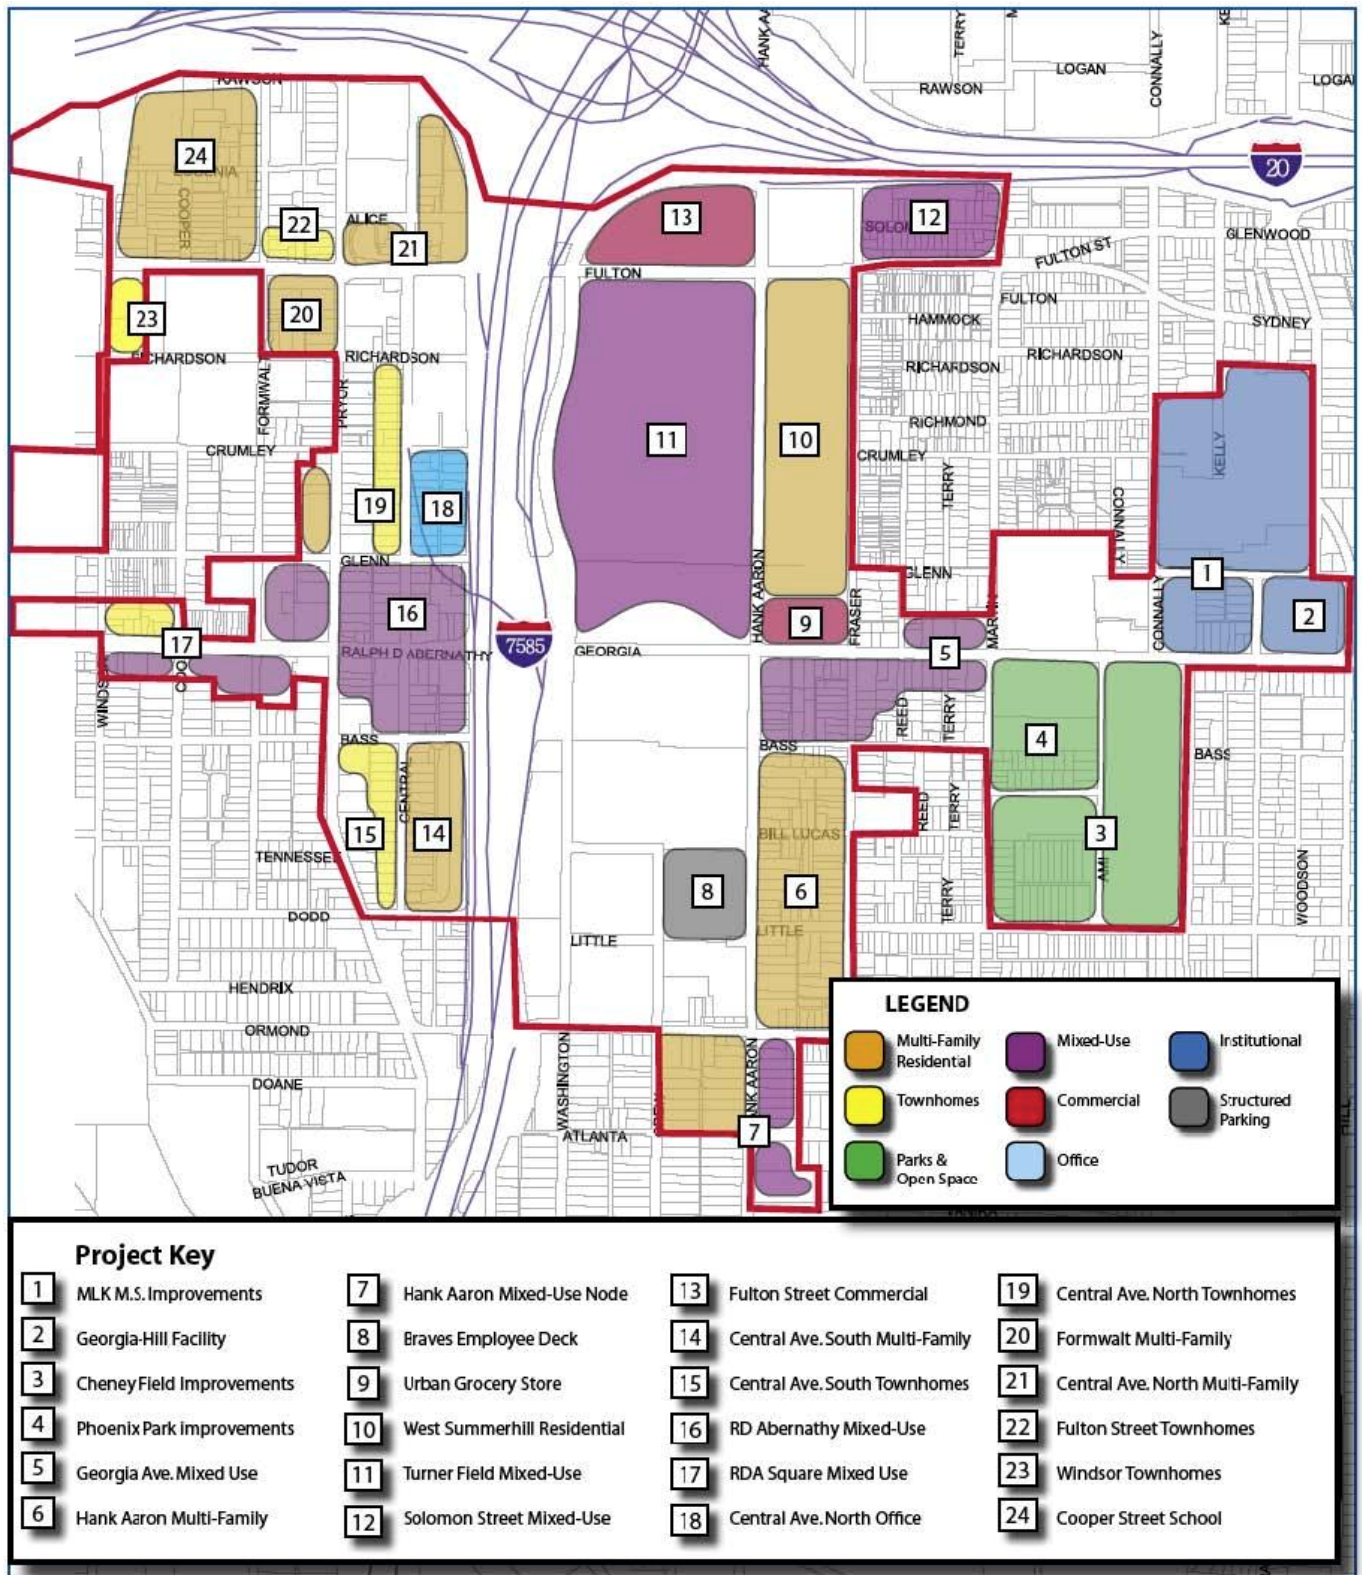 HANK AA
TERRY
CONNALLY
LOGAN
LOGA
RAWSON
RAWSON
20
24
COOPER
22
ALICE
21
13
12
SOLO
GLENWOOD
FULTON ST
FULTON
FULTON
23
20
HAMMOCK
SYDNEY
RICHARDSON
RICHARDSON
RICHARDSON
RICHARDSON
FORMWALT
PRYOR
RICHMOND
11
10
CRUMLEY
CRUMLEY
KELLY
TERRY
CONNALLY
19
18
GLENN
GLENN
HANK AARON
FRASER
MARTIN
CONNALLY
1
2
16
9
17
7585
RALPH D ABERNATHY
GEORGIA
5
COO
WINDS
REED
TERRY
BASS
BASS
BASS
4
CENTRAL
REED
TERRY
15
14
BILL LUCAS
3
AMI
TENNESSEE
8
6
TERRY
WOODSON
DODD
LITTLE
LITTLE
HENDRIX
ORMOND
DOANE
WASHINGTON
ANK AARON
ATLANTA
7
TUDOR
BUENA VISTA
HILL
LEGEND
Multi-Family
Residential
Mixed-Use
Institutional
Townhomes
Commercial
Structured
Parking
Parks &
Open Space
Office
Project Key
1 MLK M.S. Improvements
2 Georgia-Hill Facility
3 Cheney Field Improvements
4 Phoenix Park improvements
5 Georgia Ave. Mixed Use
6 Hank Aaron Multi-Family
7 Hank Aaron Mixed-Use Node
8 Braves Employee Deck
9 Urban Grocery Store
10 West Summerhill Residential
11 Turner Field Mixed-Use
12 Solomon Street Mixed-Use
13 Fulton Street Commercial
14 Central Ave. South Multi-Family
15 Central Ave. South Townhomes
16 RD Abernathy Mixed-Use
17 RDA Square Mixed Use
18 Central Ave. North Office
19 Central Ave. North Townhomes
20 Formwalt Multi-Family
21 Central Ave. North Multi-Family
22 Fulton Street Townhomes
23 Windsor Townhomes
24 Cooper Street School